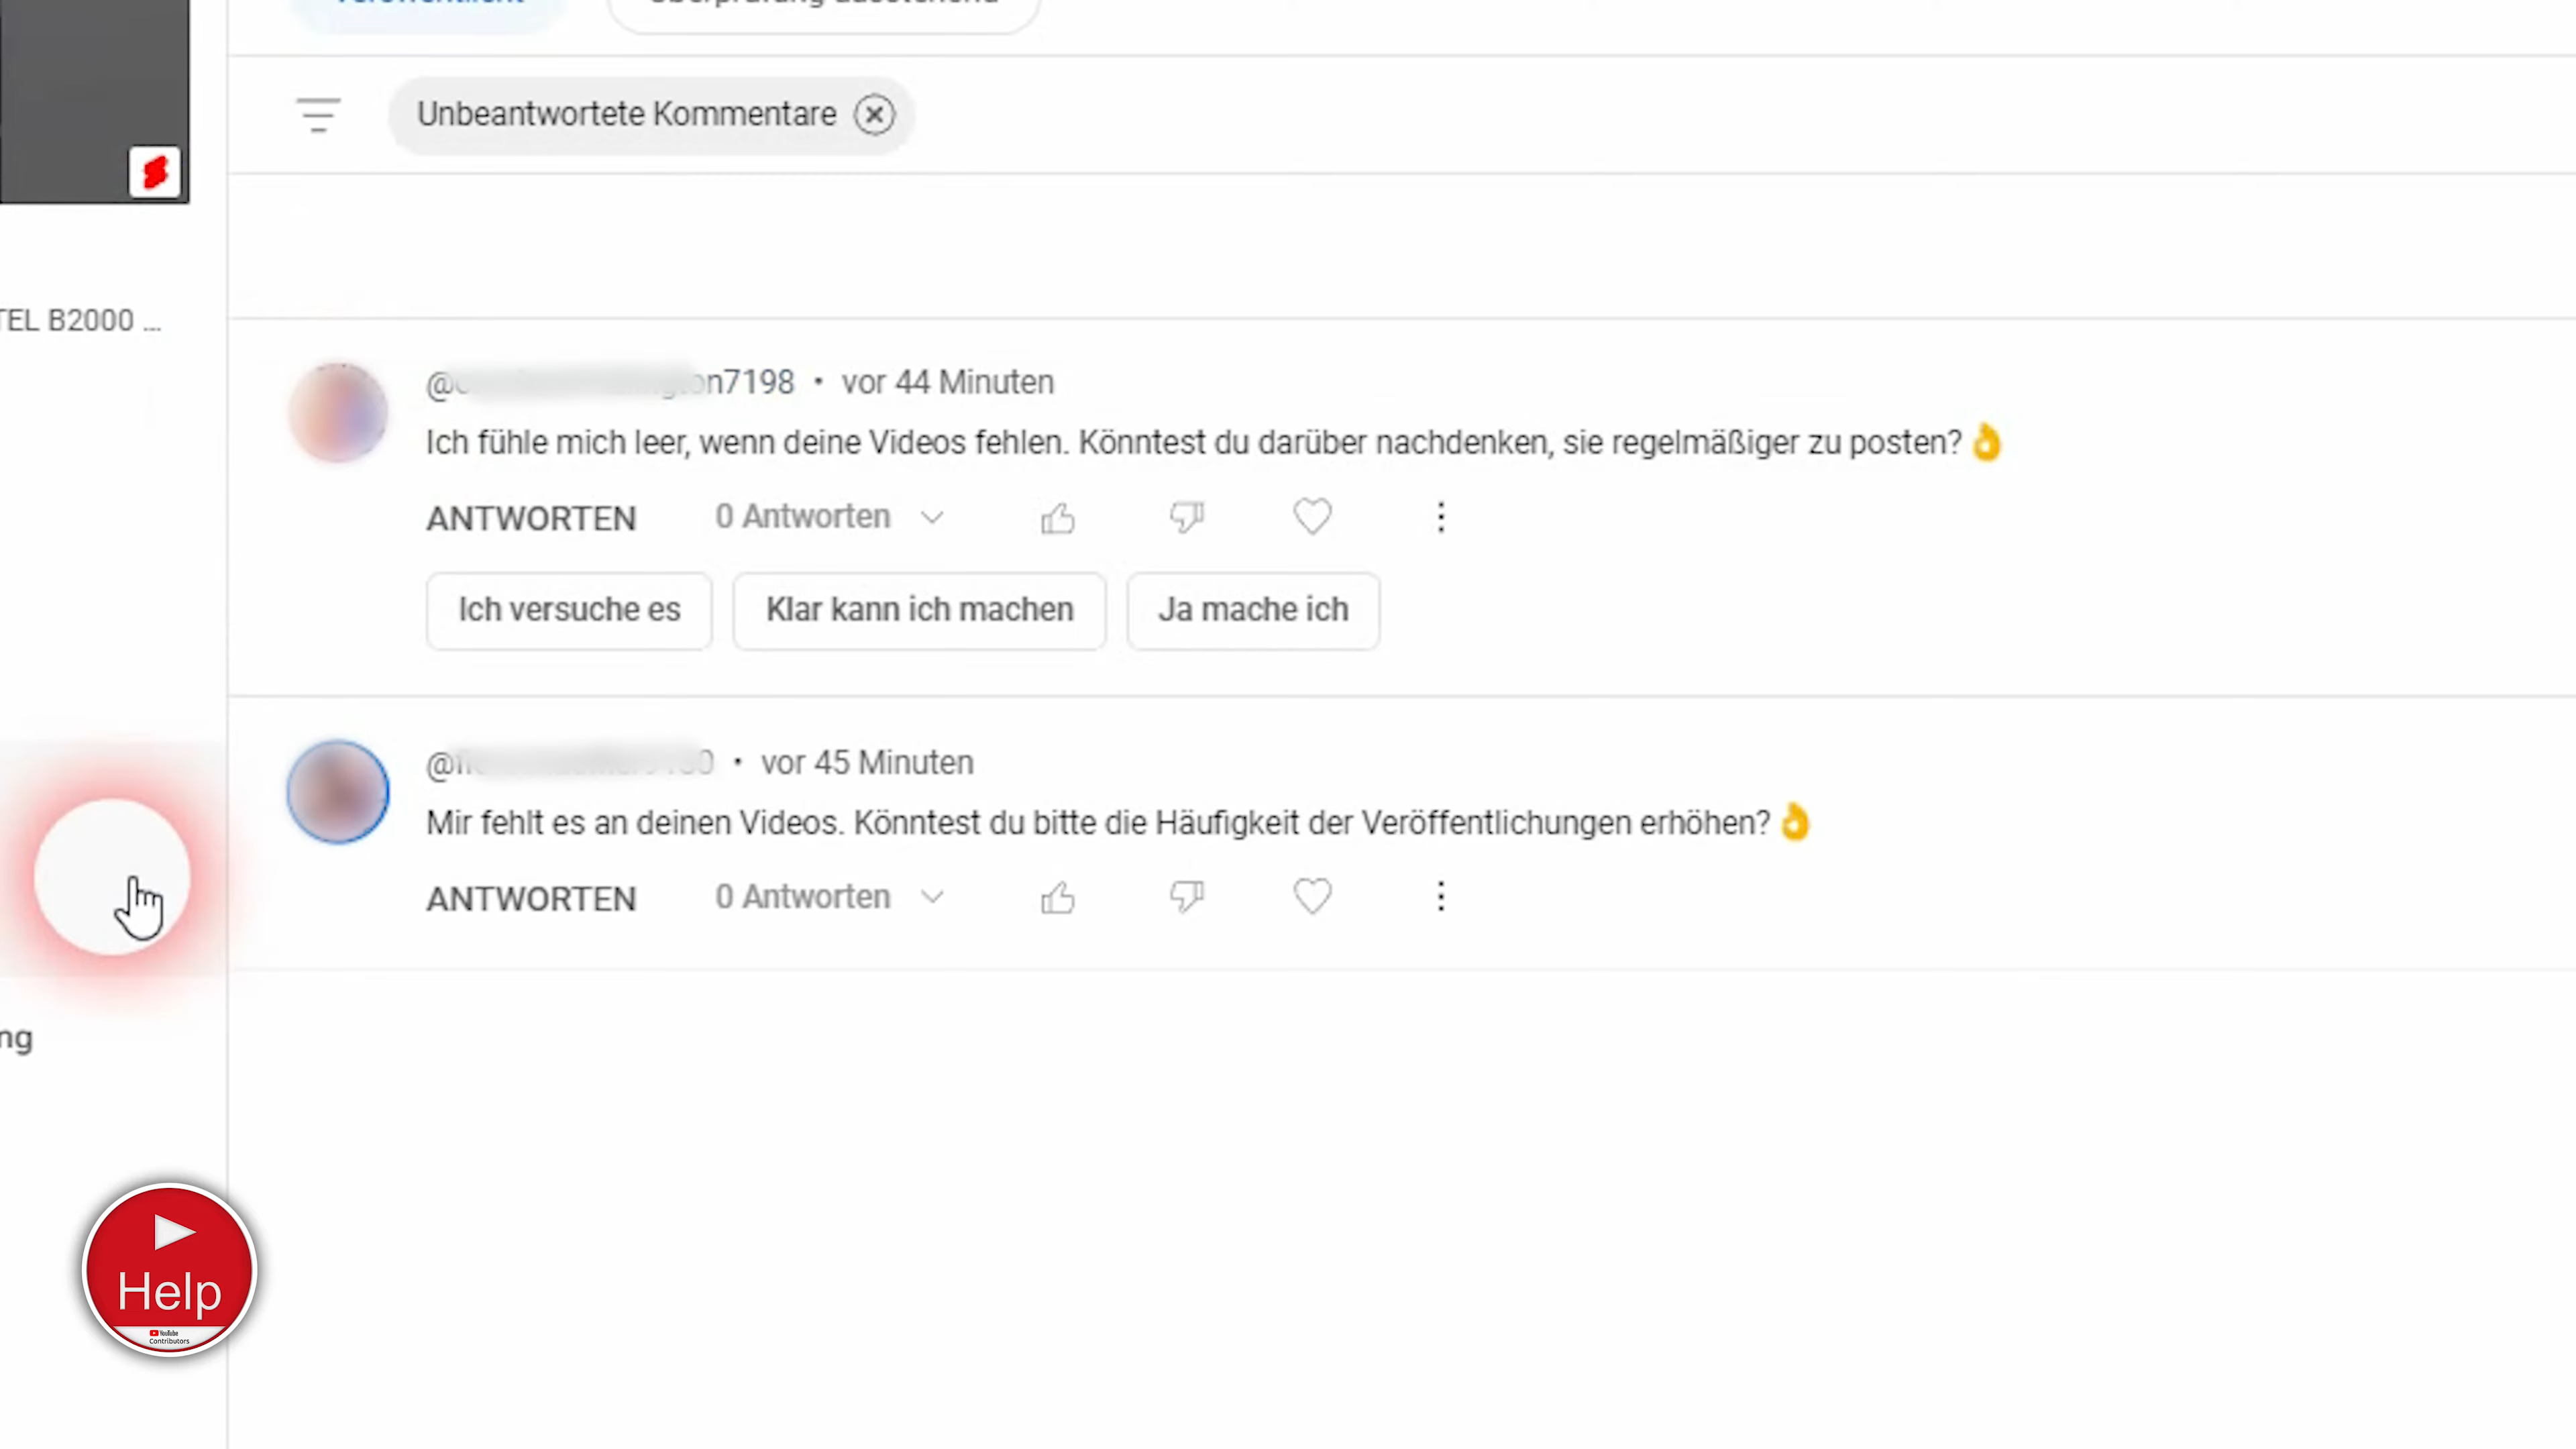 Unbeantwortete Kommentare
TEL B2000 ...
on7198 • vor 44 Minuten
Ich fühle mich leer, wenn deine Videos fehlen. Könntest du darüber nachdenken, sie regelmäßiger zu posten?👌
ANTWORTEN 0 Antworten
Ich versuche es Klar kann ich machen Ja mache ich
vor 45 Minuten
Mir fehlt es an deinen Videos. Könntest du bitte die Häufigkeit der Veröffentlichungen erhöhen?👌
ANTWORTEN 0 Antworten
ng
Help
YouTube
Contributors